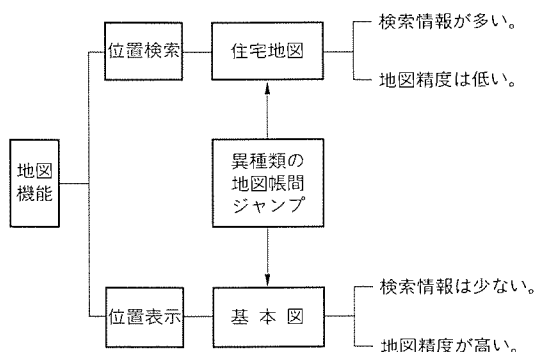 検索情報が多い。
位置検索
住宅地図
地図精度は低い。
地図
機能
異種類の
地図帳間
ジャンプ
検索情報は少ない。
位置表示
基本図
地図精度が高い。